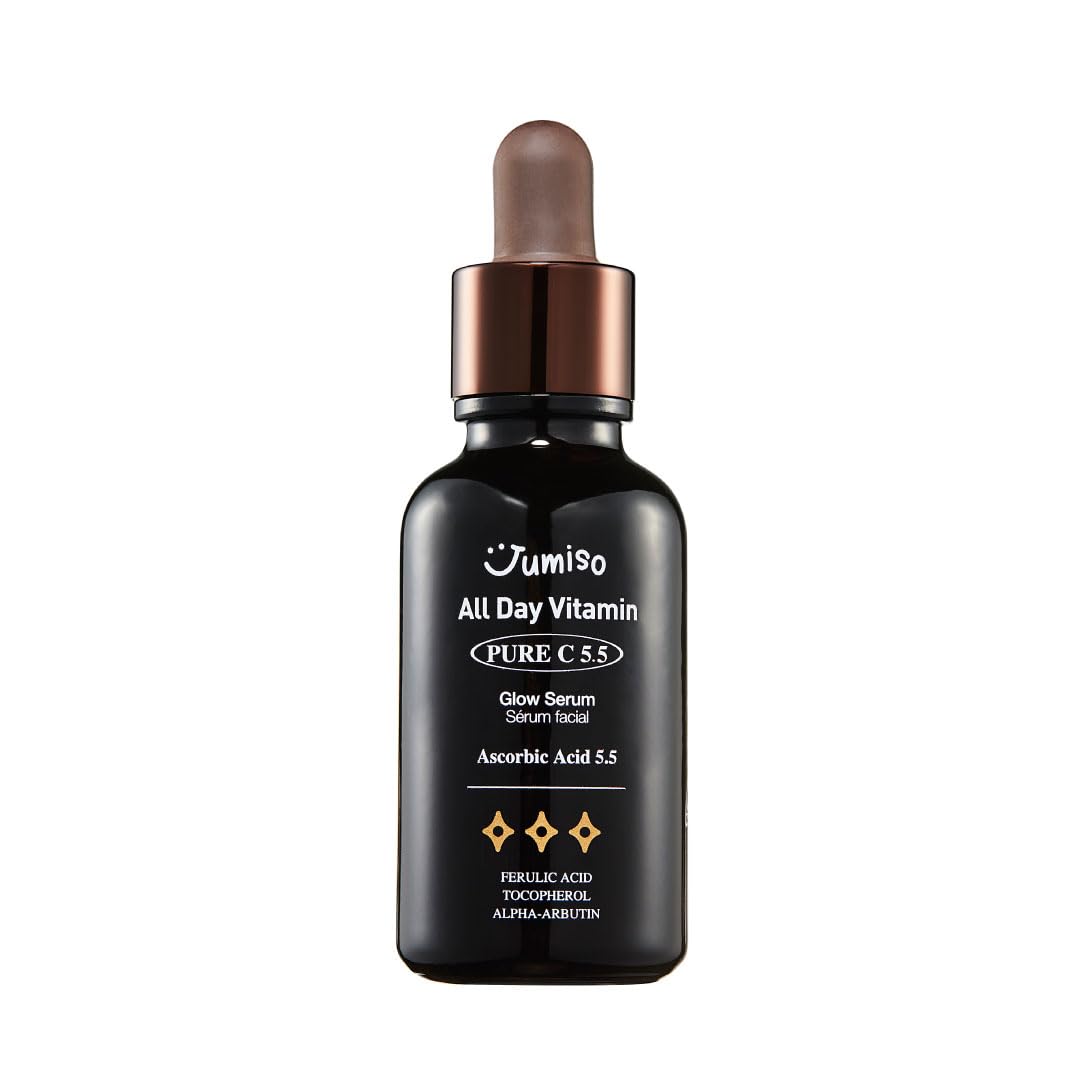 Jumiso
All Day Vitamin
PURE C 5.5
Glow Serum
Sérum facial
Ascorbic Acid 5.5
FERULIC ACID
TOCOPHEROL
ALPHA-ARBUTIN